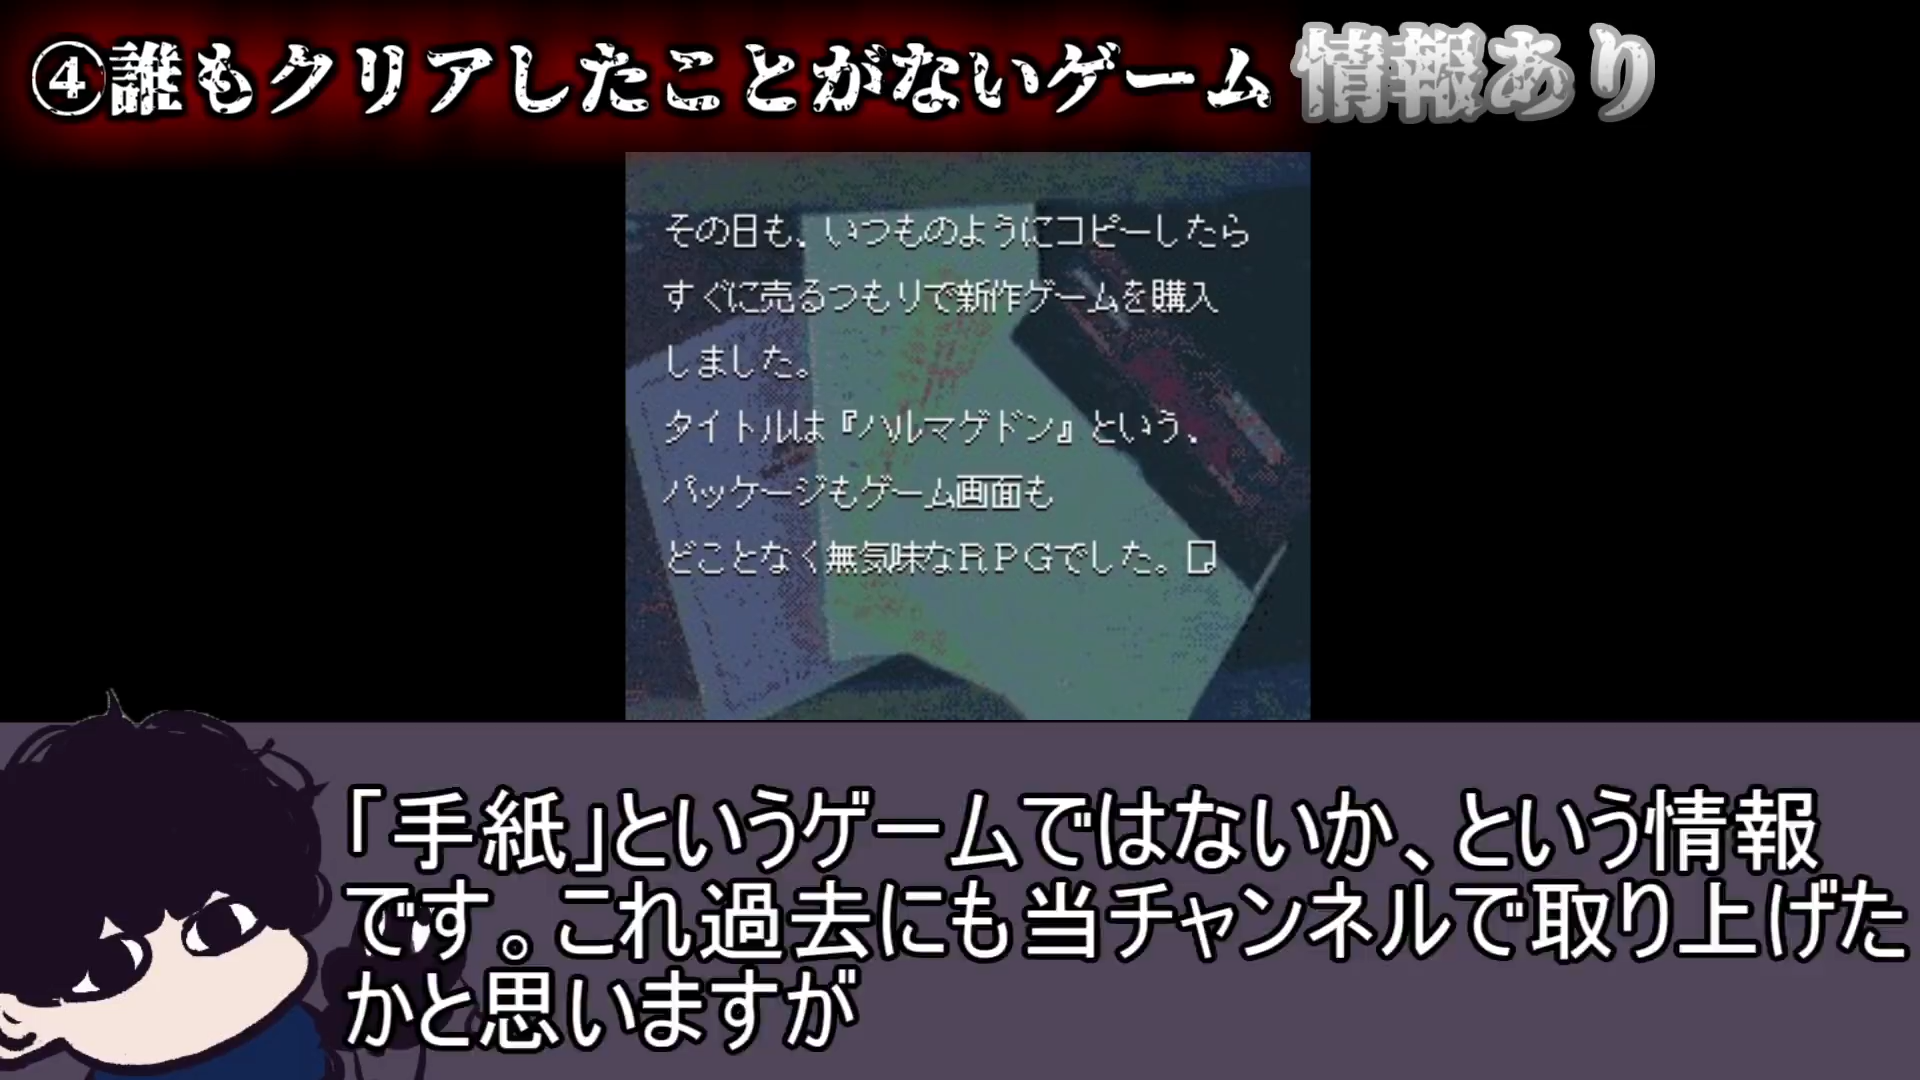 ④誰もクリアしたことがないゲーム 情報あり
その日も、いつものようにコピーしたら
すぐに売るつもりで新作ゲームを購入
しました。
タイトルは『ハルマゲドン』という、
パッケージもゲーム画面も
どことなく無気味なＲＰＧでした。
「手紙」というゲームではないか、という情報
です。これ過去にも当チャンネルで取り上げた
かと思いますが